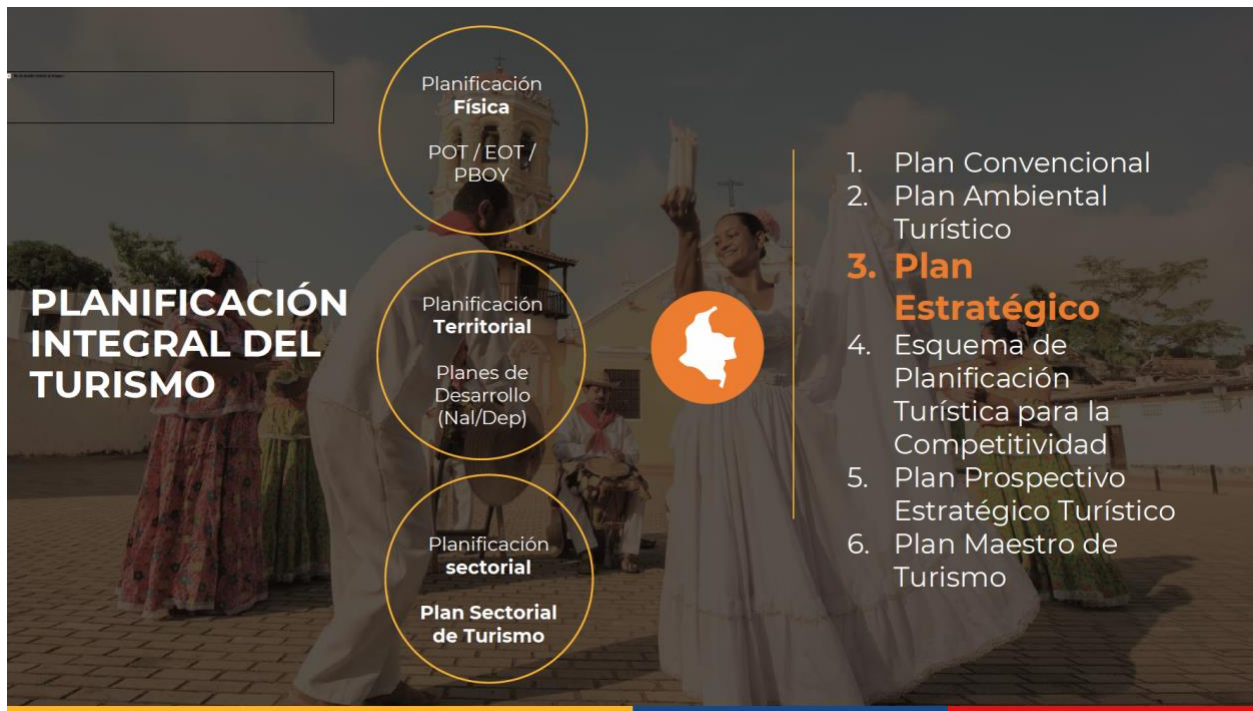 PLANIFICACIÓN
INTEGRAL DEL
TURISMO
Planificación
Física
POT / EOT /
PBOY
Planificación
Territorial
Planes de
Desarrollo
(Nal/Dep)
Planificación
sectorial
Plan Sectorial
de Turismo
1. Plan Convencional
2. Plan Ambiental
Turístico
3. Plan
Estratégico
4. Esquema de
Planificación
Turística para la
Competitividad
5. Plan Prospectivo
Estratégico Turístico
6. Plan Maestro de
Turismo